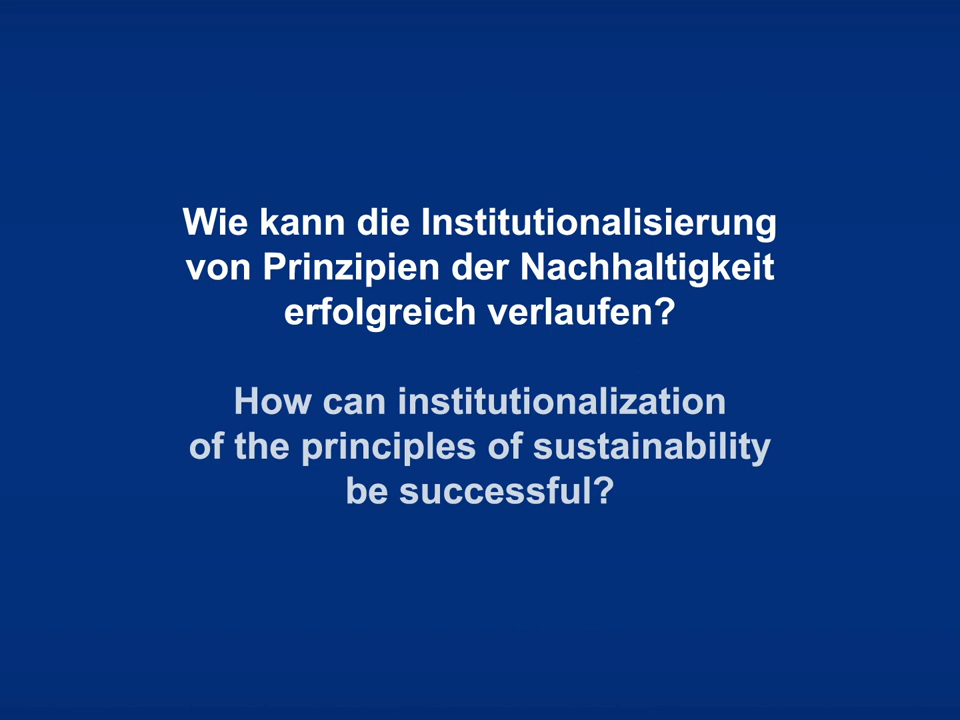 Wie kann die Institutionalisierung
von Prinzipien der Nachhaltigkeit
erfolgreich verlaufen?
How can institutionalization
of the principles of sustainability
be successful?